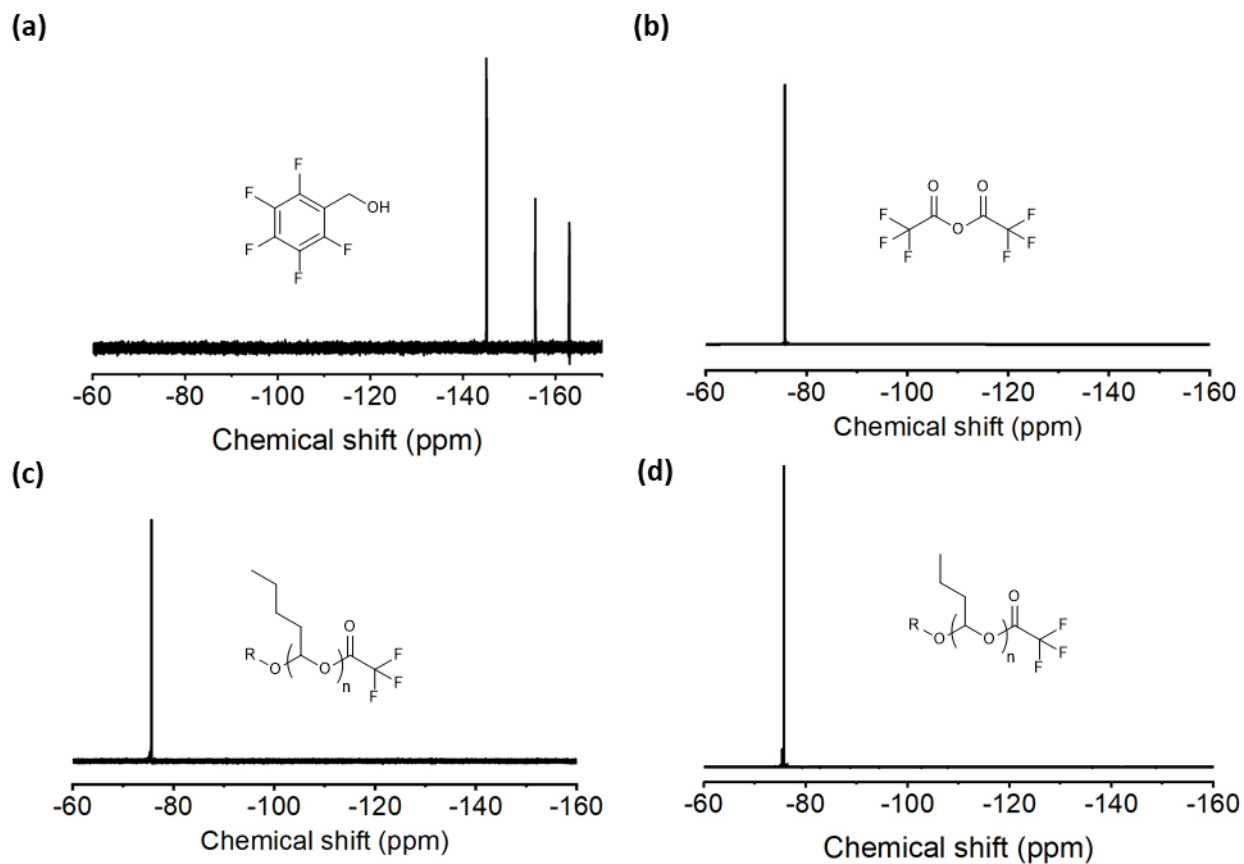 (a)
F
F
OH
F
F
F
-60 -80 -100 -120 -140 -160
Chemical shift (ppm)
(b)
O O
F F
F O F
F F
-60 -80 -100 -120 -140 -160
Chemical shift (ppm)
(c)
O
R F
O O F
n F
-60 -80 -100 -120 -140 -160
Chemical shift (ppm)
(d)
O
R F
O O F
n F
-60 -80 -100 -120 -140 -160
Chemical shift (ppm)